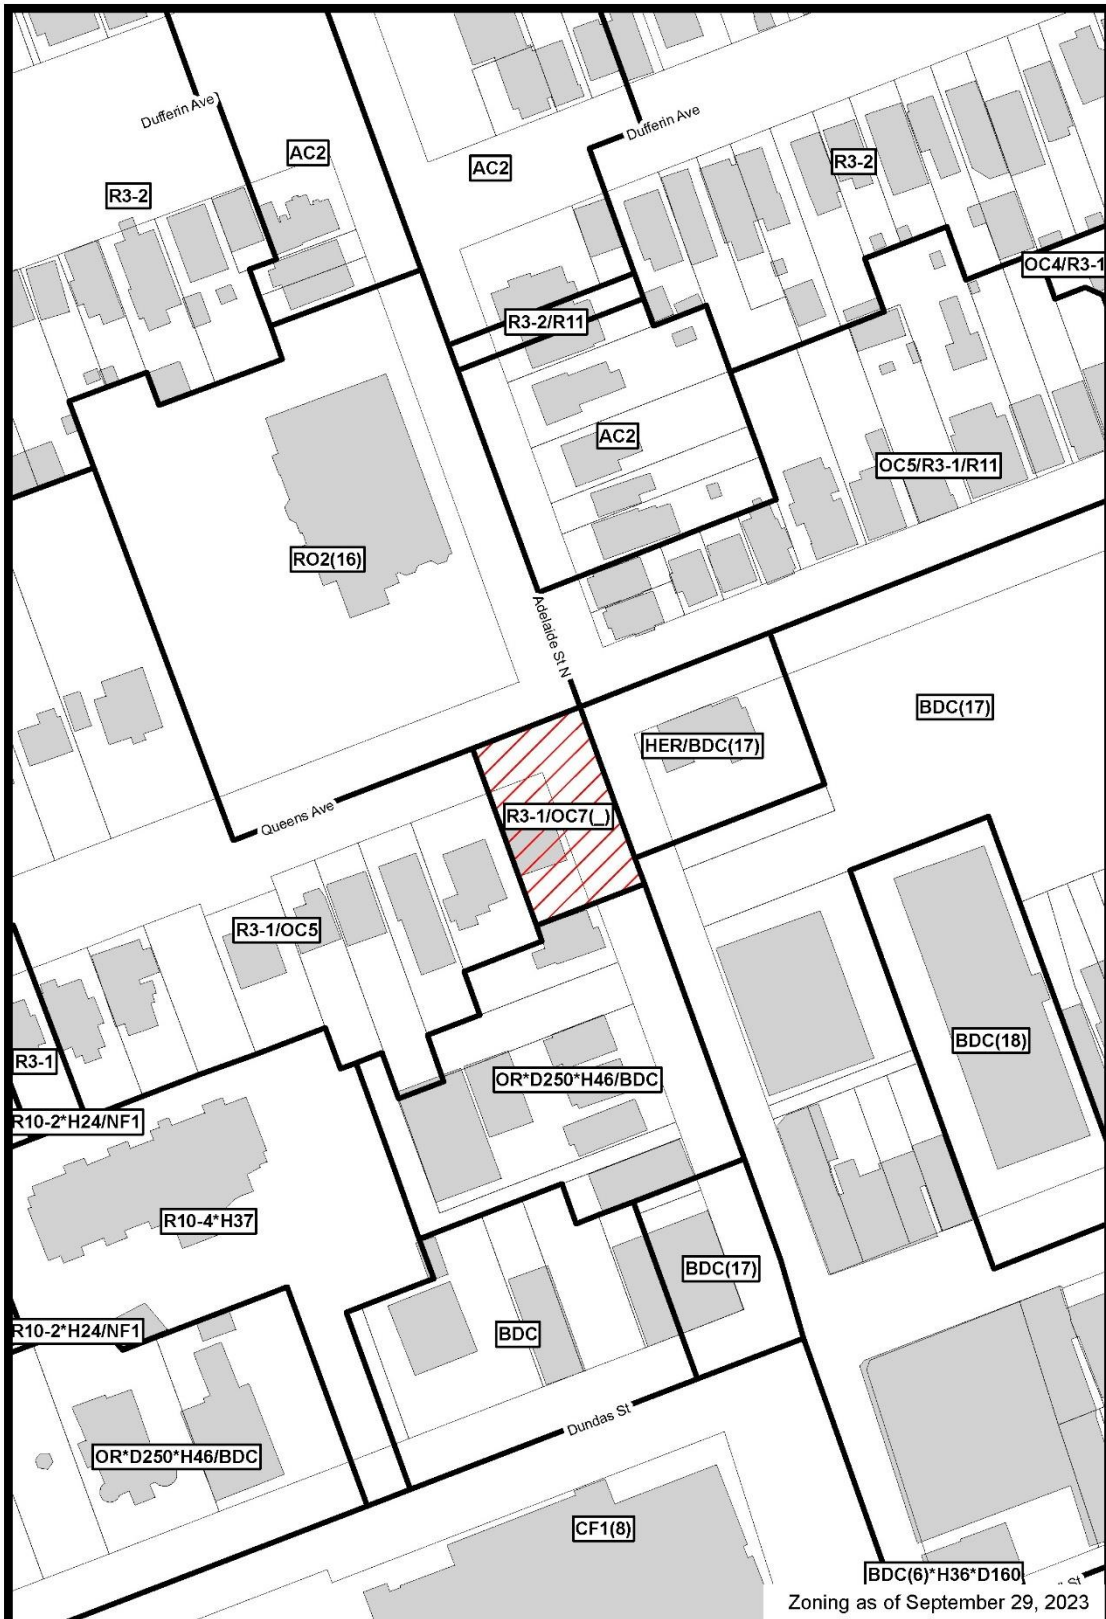 Dufferin Ave
AC2
Dufferin Ave
AC2
R3-2
R3-2
OC4/R3-1
R3-2/R11
AC2
OC5/R3-1/R11
RO2(16)
Adelaide St N
BDC(17)
HER/BDC(17)
Queens Ave
R3-1/OC7(_)
R3-1/OC5
BDC(18)
R3-1
OR*D250*H46/BDC
R10-2*H24/NF1
R10-4*H37
BDC(17)
R10-2*H24/NF1
BDC
Dundas St
OR*D250*H46/BDC
CF1(8)
BDC(6)*H36*D160
St
Zoning as of September 29, 2023